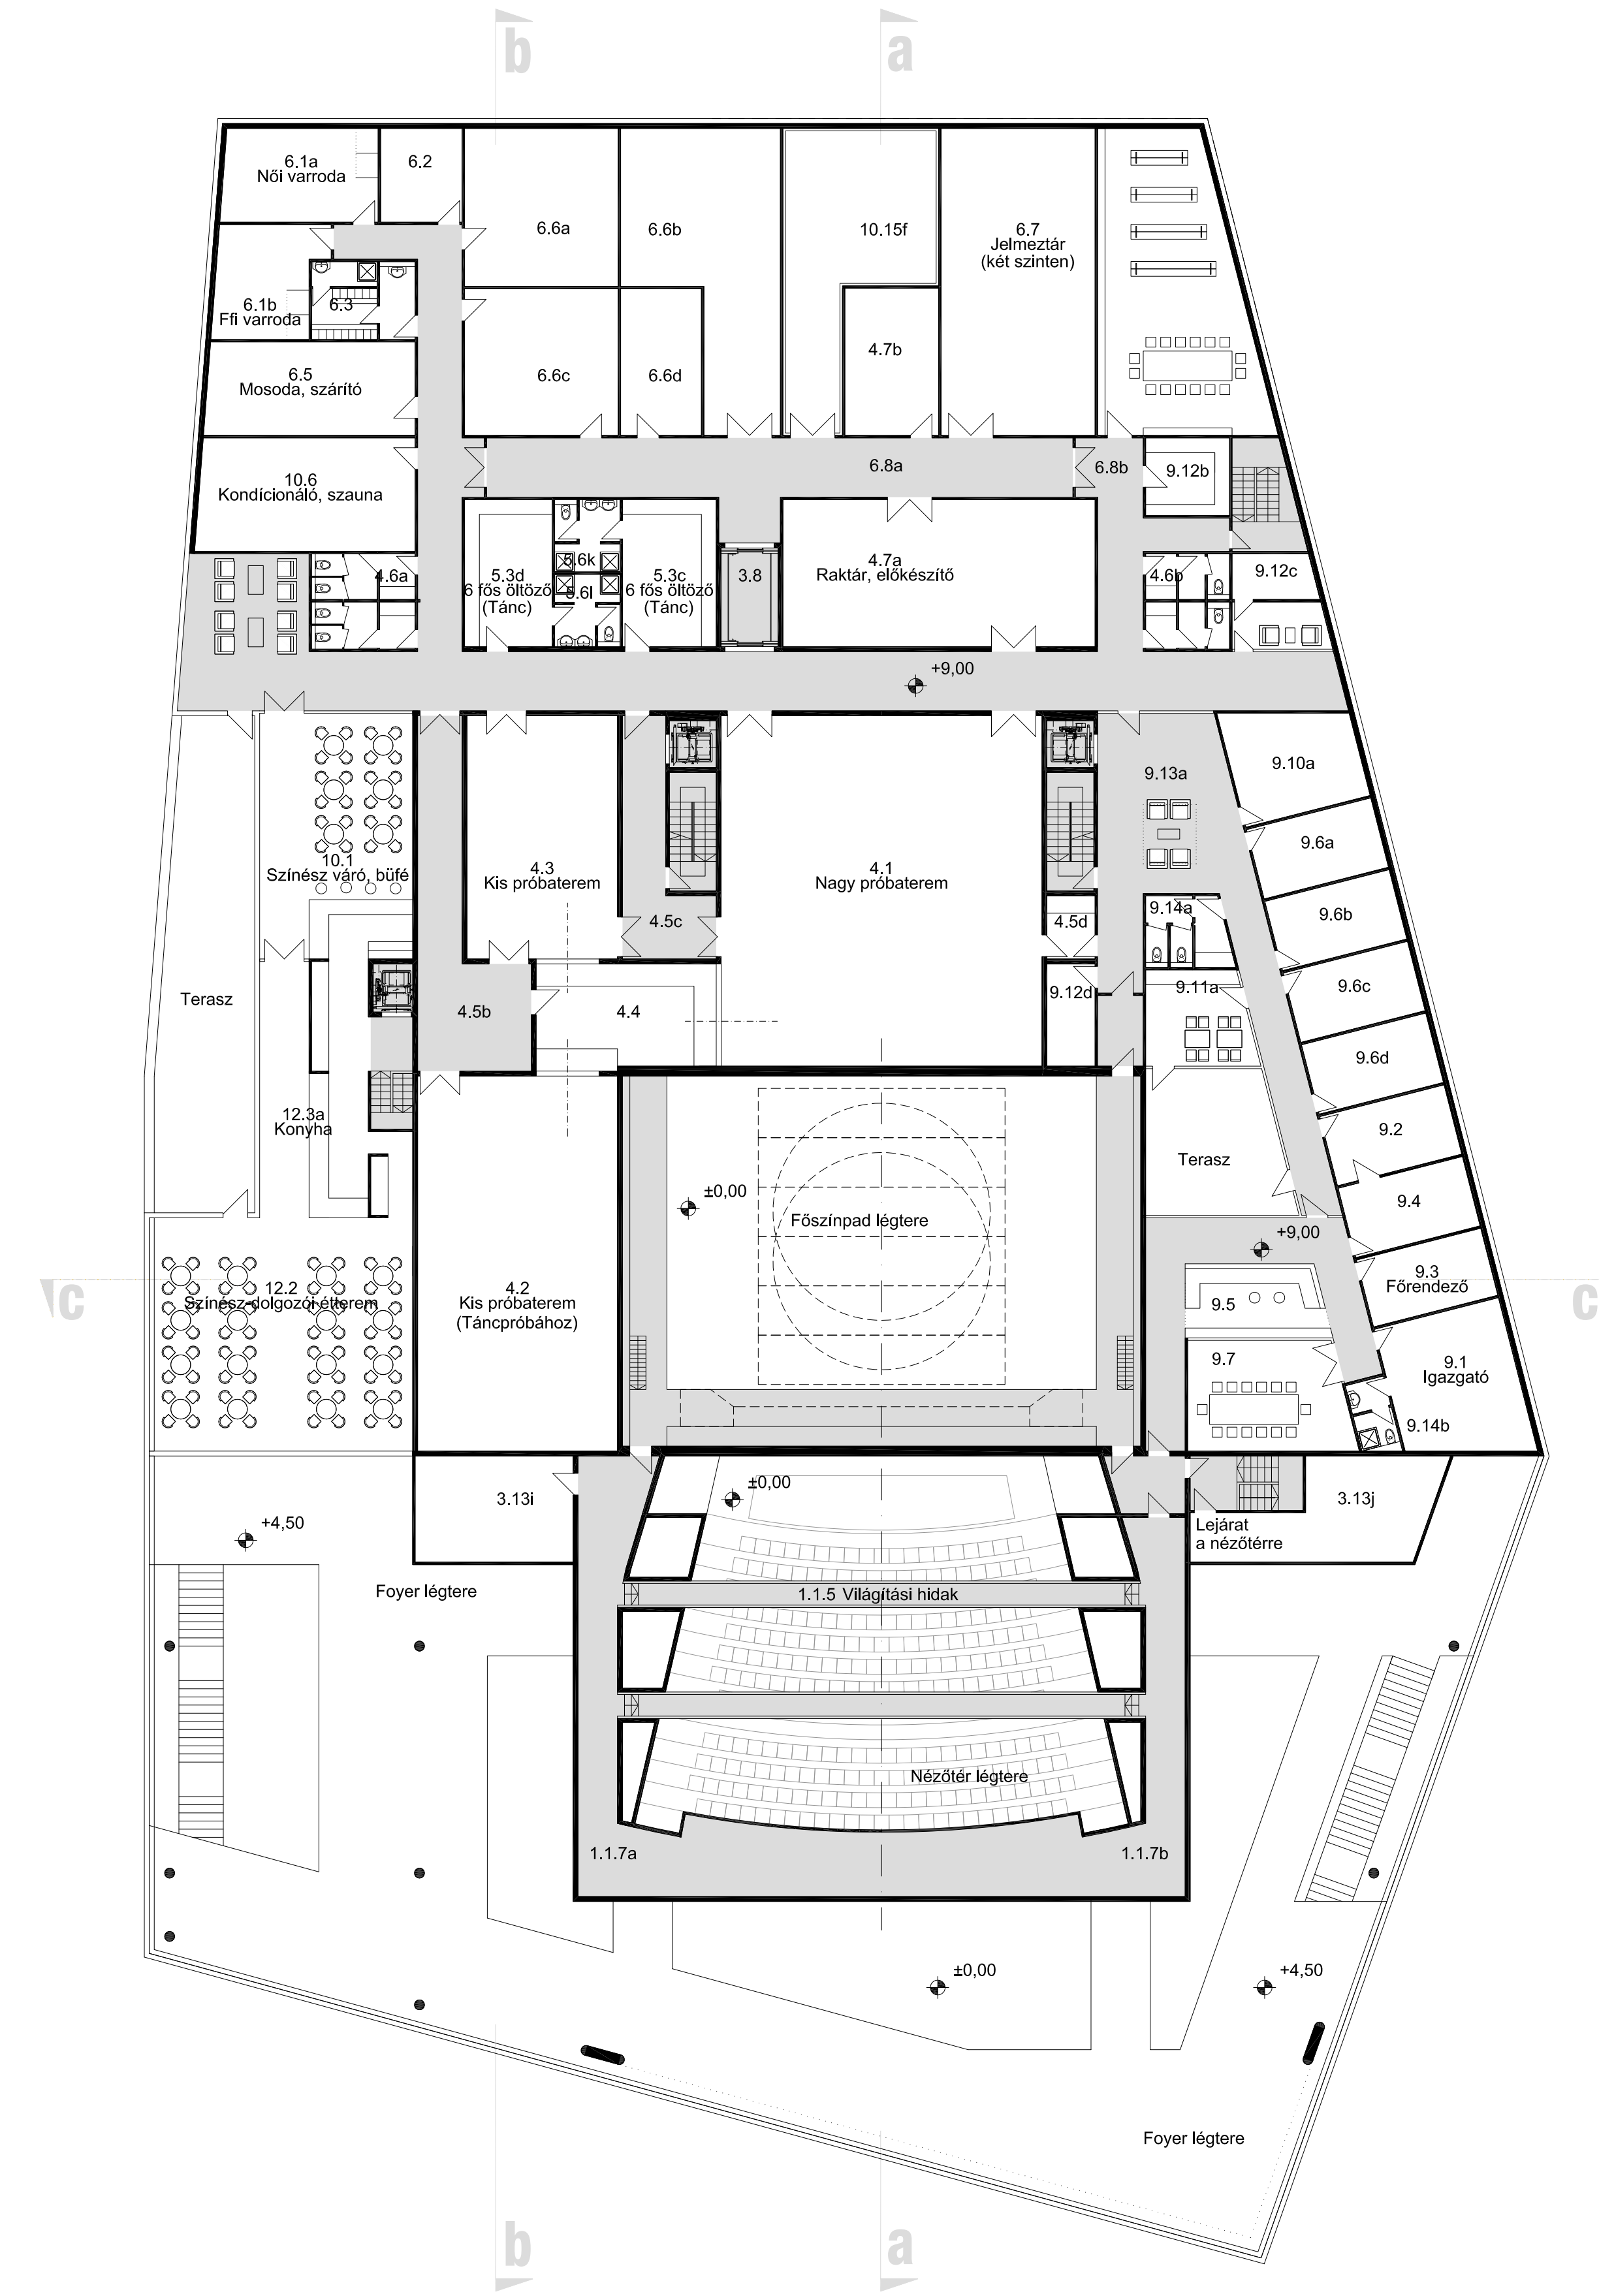 b
a
6.1a
Női varroda
6.2
6.6a
6.6b
10.15f
6.7
Jelmeztár
(két szinten)
6.1b
Ffi varroda
6.3
4.7b
6.5
Mosoda, szárító
6.6c
6.6d
10.6
Kondícionáló, szauna
6.8a
6.8b
9.12b
4.6a
5.3d
6 fős öltöző
(Tánc)
5.6k
5.6l
5.3c
6 fős öltöző
(Tánc)
3.8
4.7a
Raktár, előkészítő
4.6b
9.12c
+9,00
9.10a
9.13a
9.6a
10.1
Színész váró, büfé
4.3
Kis próbaterem
4.1
Nagy próbaterem
9.6b
4.5c
4.5d
9.14a
Terasz
4.5b
4.4
9.12d
9.11a
9.6c
9.6d
12.3a
Konyha
9.2
Terasz
±0,00
Főszínpad légtere
9.4
+9,00
c
12.2
Színész-dolgozói étterem
4.2
Kis próbaterem
(Táncpróbához)
9.5
9.3
Főrendező
c
9.7
9.1
Igazgató
9.14b
3.13i
±0,00
3.13j
+4,50
Lejárat
a nézőtérre
Foyer légtere
1.1.5 Világítási hidak
Nézőtér légtere
1.1.7a
1.1.7b
±0,00
+4,50
Foyer légtere
b
a